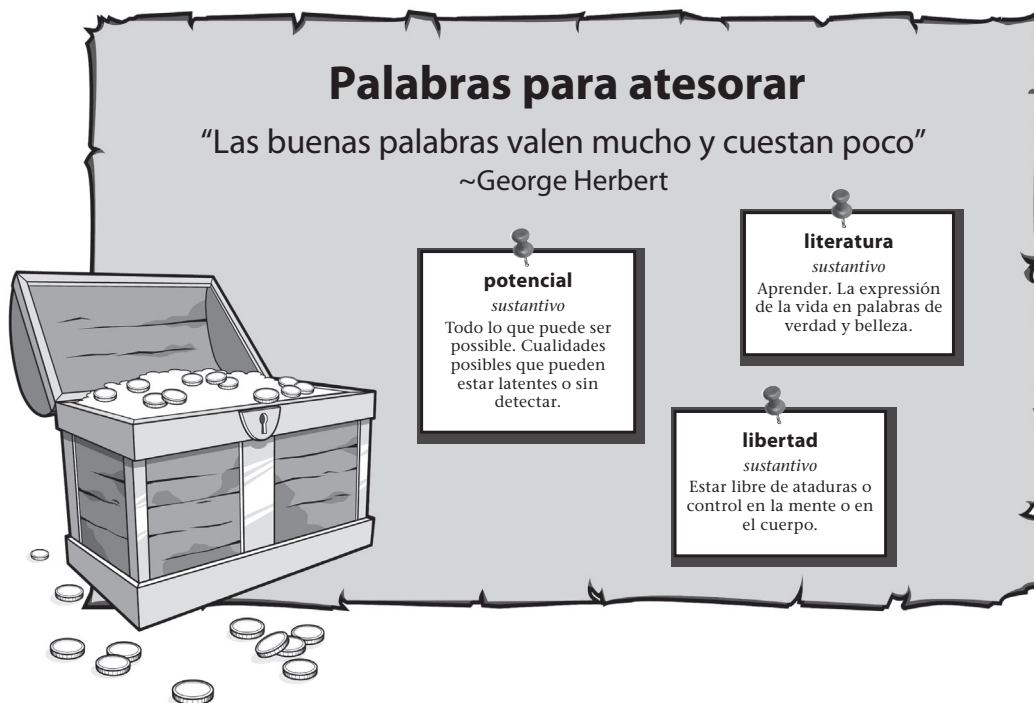 Palabras para atesorar
“Las buenas palabras valen mucho y cuestan poco”
~George Herbert
potencial
sustantivo
Todo lo que puede ser
possible. Cualidades
posibles que pueden
estar latentes o sin
detectar.
literatura
sustantivo
Aprender. La expresión
de la vida en palabras de
verdad y belleza.
libertad
sustantivo
Estar libre de ataduras o
control en la mente o en
el cuerpo.